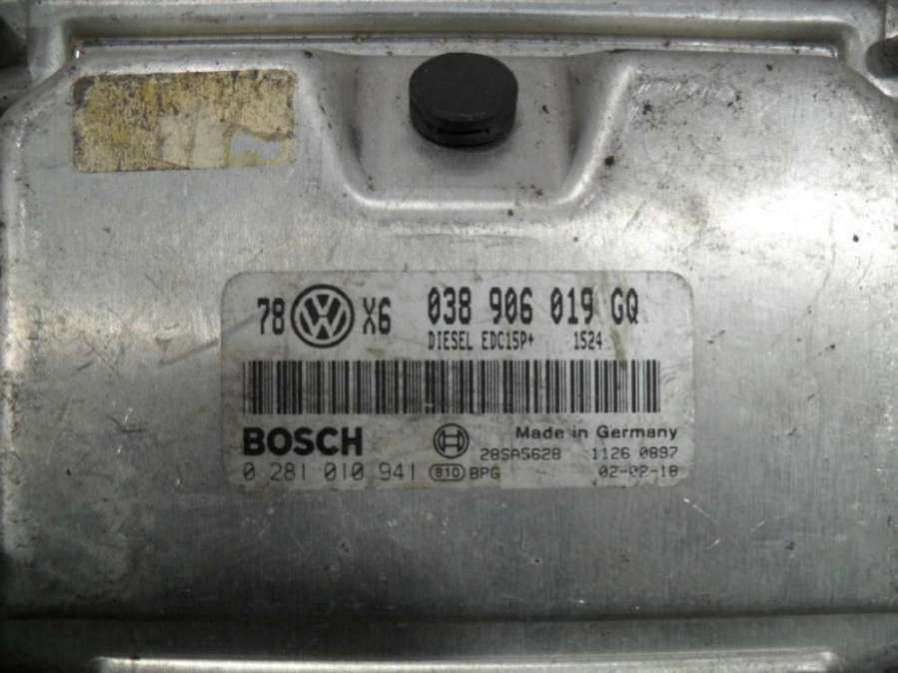 78 VW X6 038 906 019 GQ
DIESEL EDC15P+ 1524
BOSCH
Made in Germany
28SA5628 1126 0897
0 281 010 941 810 BPG 02-02-18